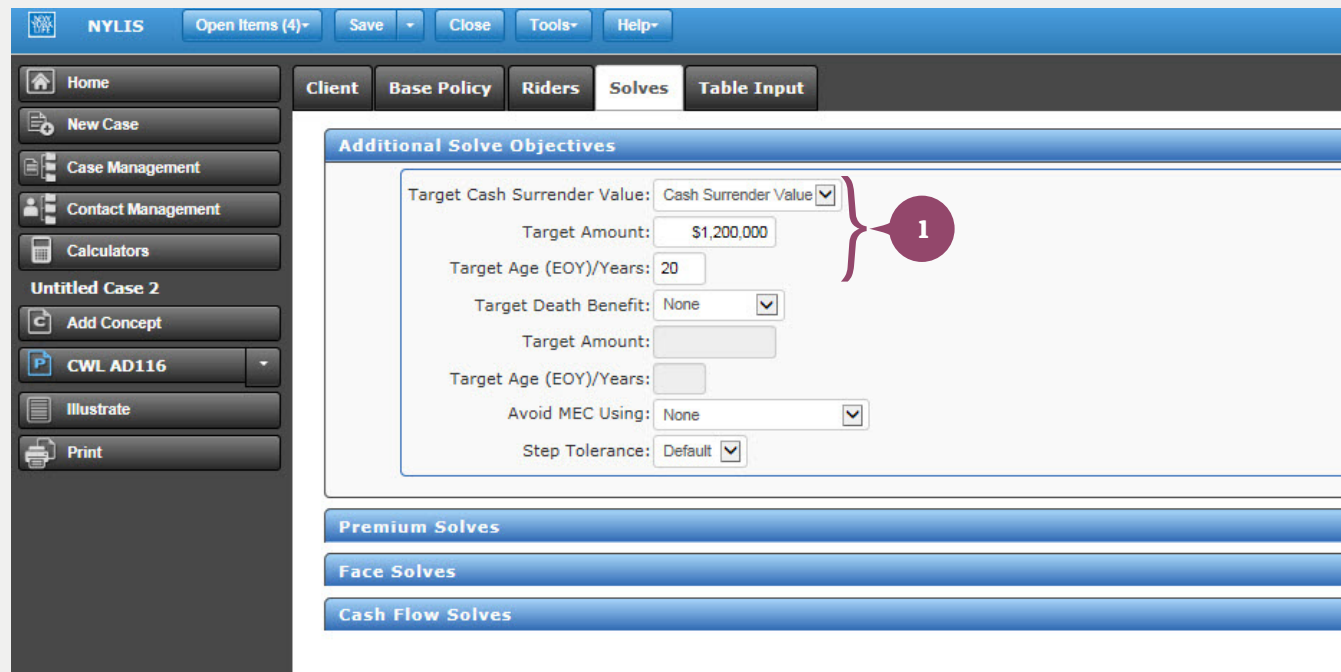 NYLIS Open Items (4) Save Close Tools Help
Home
New Case
Case Management
Contact Management
Calculators
Untitled Case 2
Add Concept
CWL AD116
Illustrate
Print
Client Base Policy Riders Solves Table Input
Additional Solve Objectives
Target Cash Surrender Value: Cash Surrender Value
Target Amount: $1,200,000
Target Age (EOY)/Years: 20
1
Target Death Benefit: None
Target Amount:
Target Age (EOY)/Years:
Avoid MEC Using: None
Step Tolerance: Default
Premium Solves
Face Solves
Cash Flow Solves